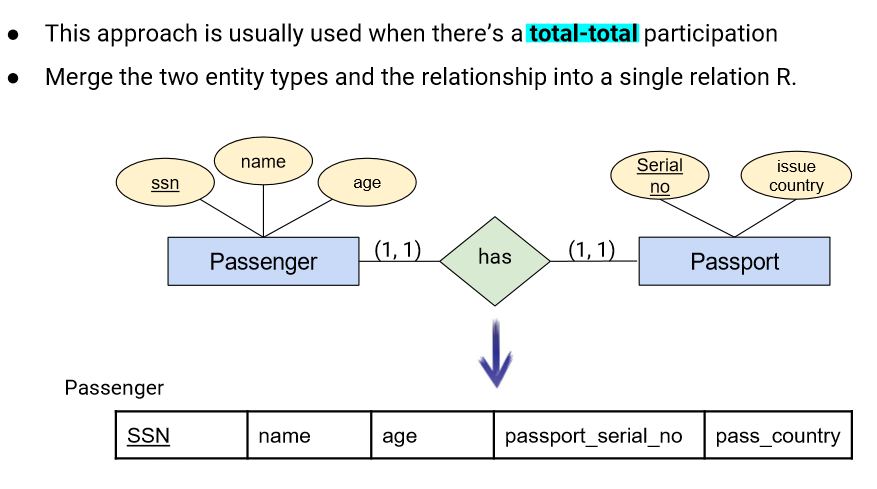 ● This approach is usually used when there's a total-total participation
● Merge the two entity types and the relationship into a single relation R.
ssn
name
age
Serial
no
issue
country
Passenger
(1, 1)
has
(1, 1)
Passport
Passenger
SSN
name
age
passport_serial_no
pass_country